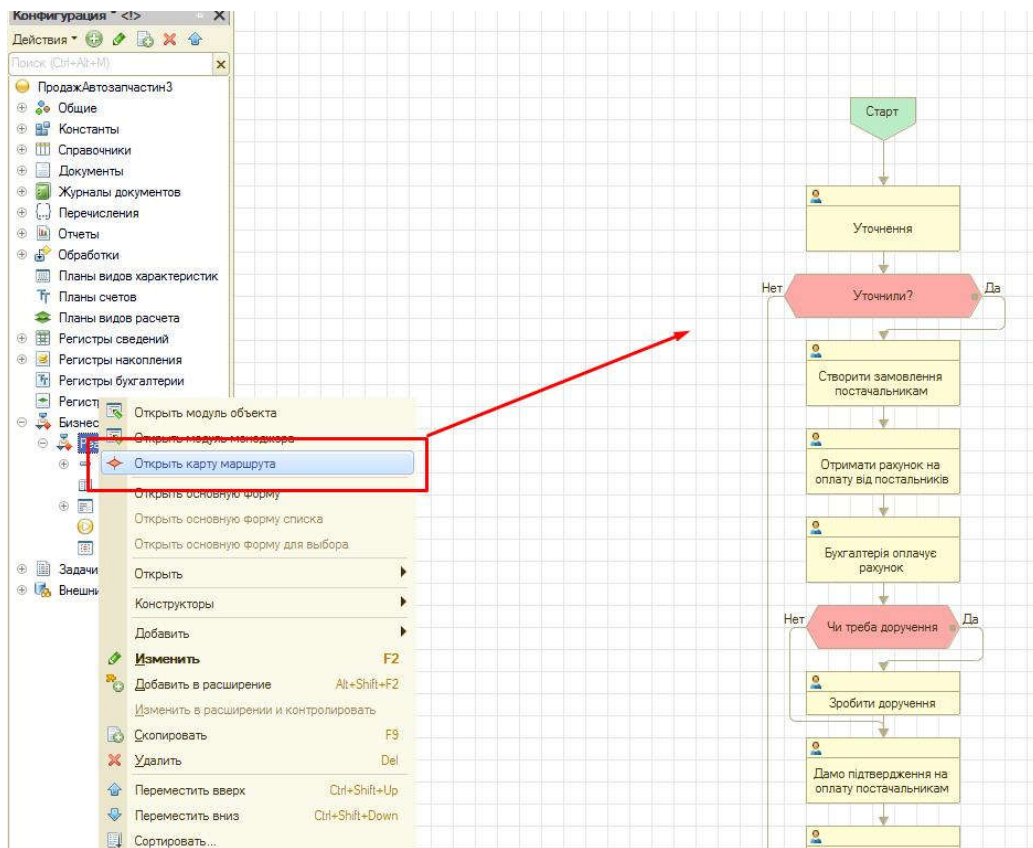 Конфигурация * <!>
Действия
Поиск (Ctrl+Alt+M)
ПродажАвтозапчастин3
Общие
Константы
Справочники
Документы
Журналы документов
Перечисления
Отчеты
Обработки
Планы видов характеристик
Планы счетов
Планы видов расчета
Регистры сведений
Регистры накопления
Регистры бухгалтерии
Регист
Бизнес
Задачи
Внешни
Открыть модуль объекта
Открыть модуль менеджера
Открыть карту маршрута
Открыть основную форму
Открыть основную форму списка
Открыть основную форму для выбора
Открыть
Конструкторы
Добавить
Изменить F2
Добавить в расширение Alt+Shift+F2
Изменить в расширении и контролировать
Скопировать F9
Удалить Del
Переместить вверх Ctrl+Shift+Up
Переместить вниз Ctrl+Shift+Down
Сортировать...
Старт
Уточнення
Нет
Уточнили?
Да
Створити замовлення
постачальникам
Отримати рахунок на
оплату від постальників
Бухгалтерія оплачує
рахунок
Нет
Чи треба доручення
Да
Зробити доручення
Дамо підтвердження на
оплату постачальникам